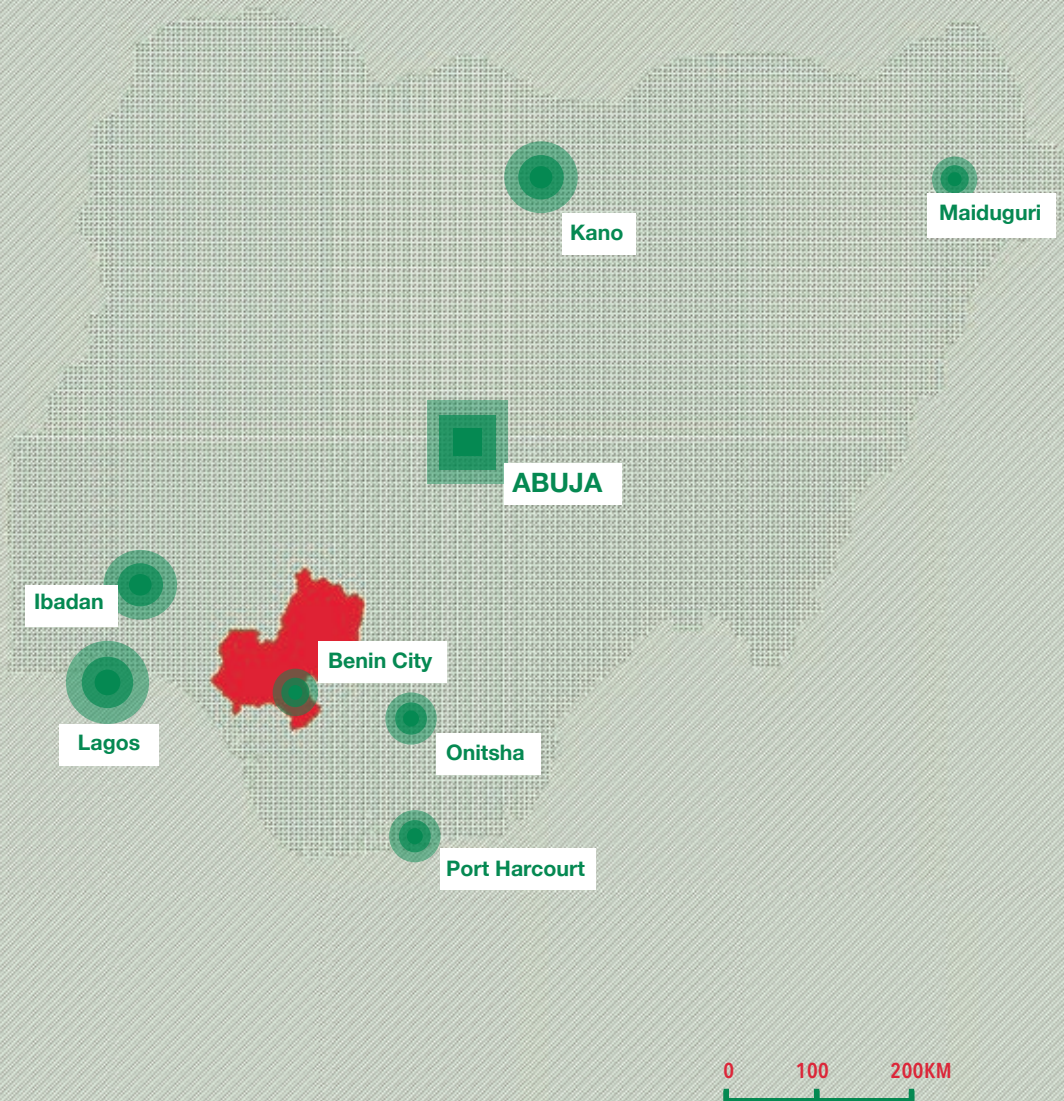 Kano
Maiduguri
ABUJA
Ibadan
Benin City
Lagos
Onitsha
Port Harcourt
0 100 200KM